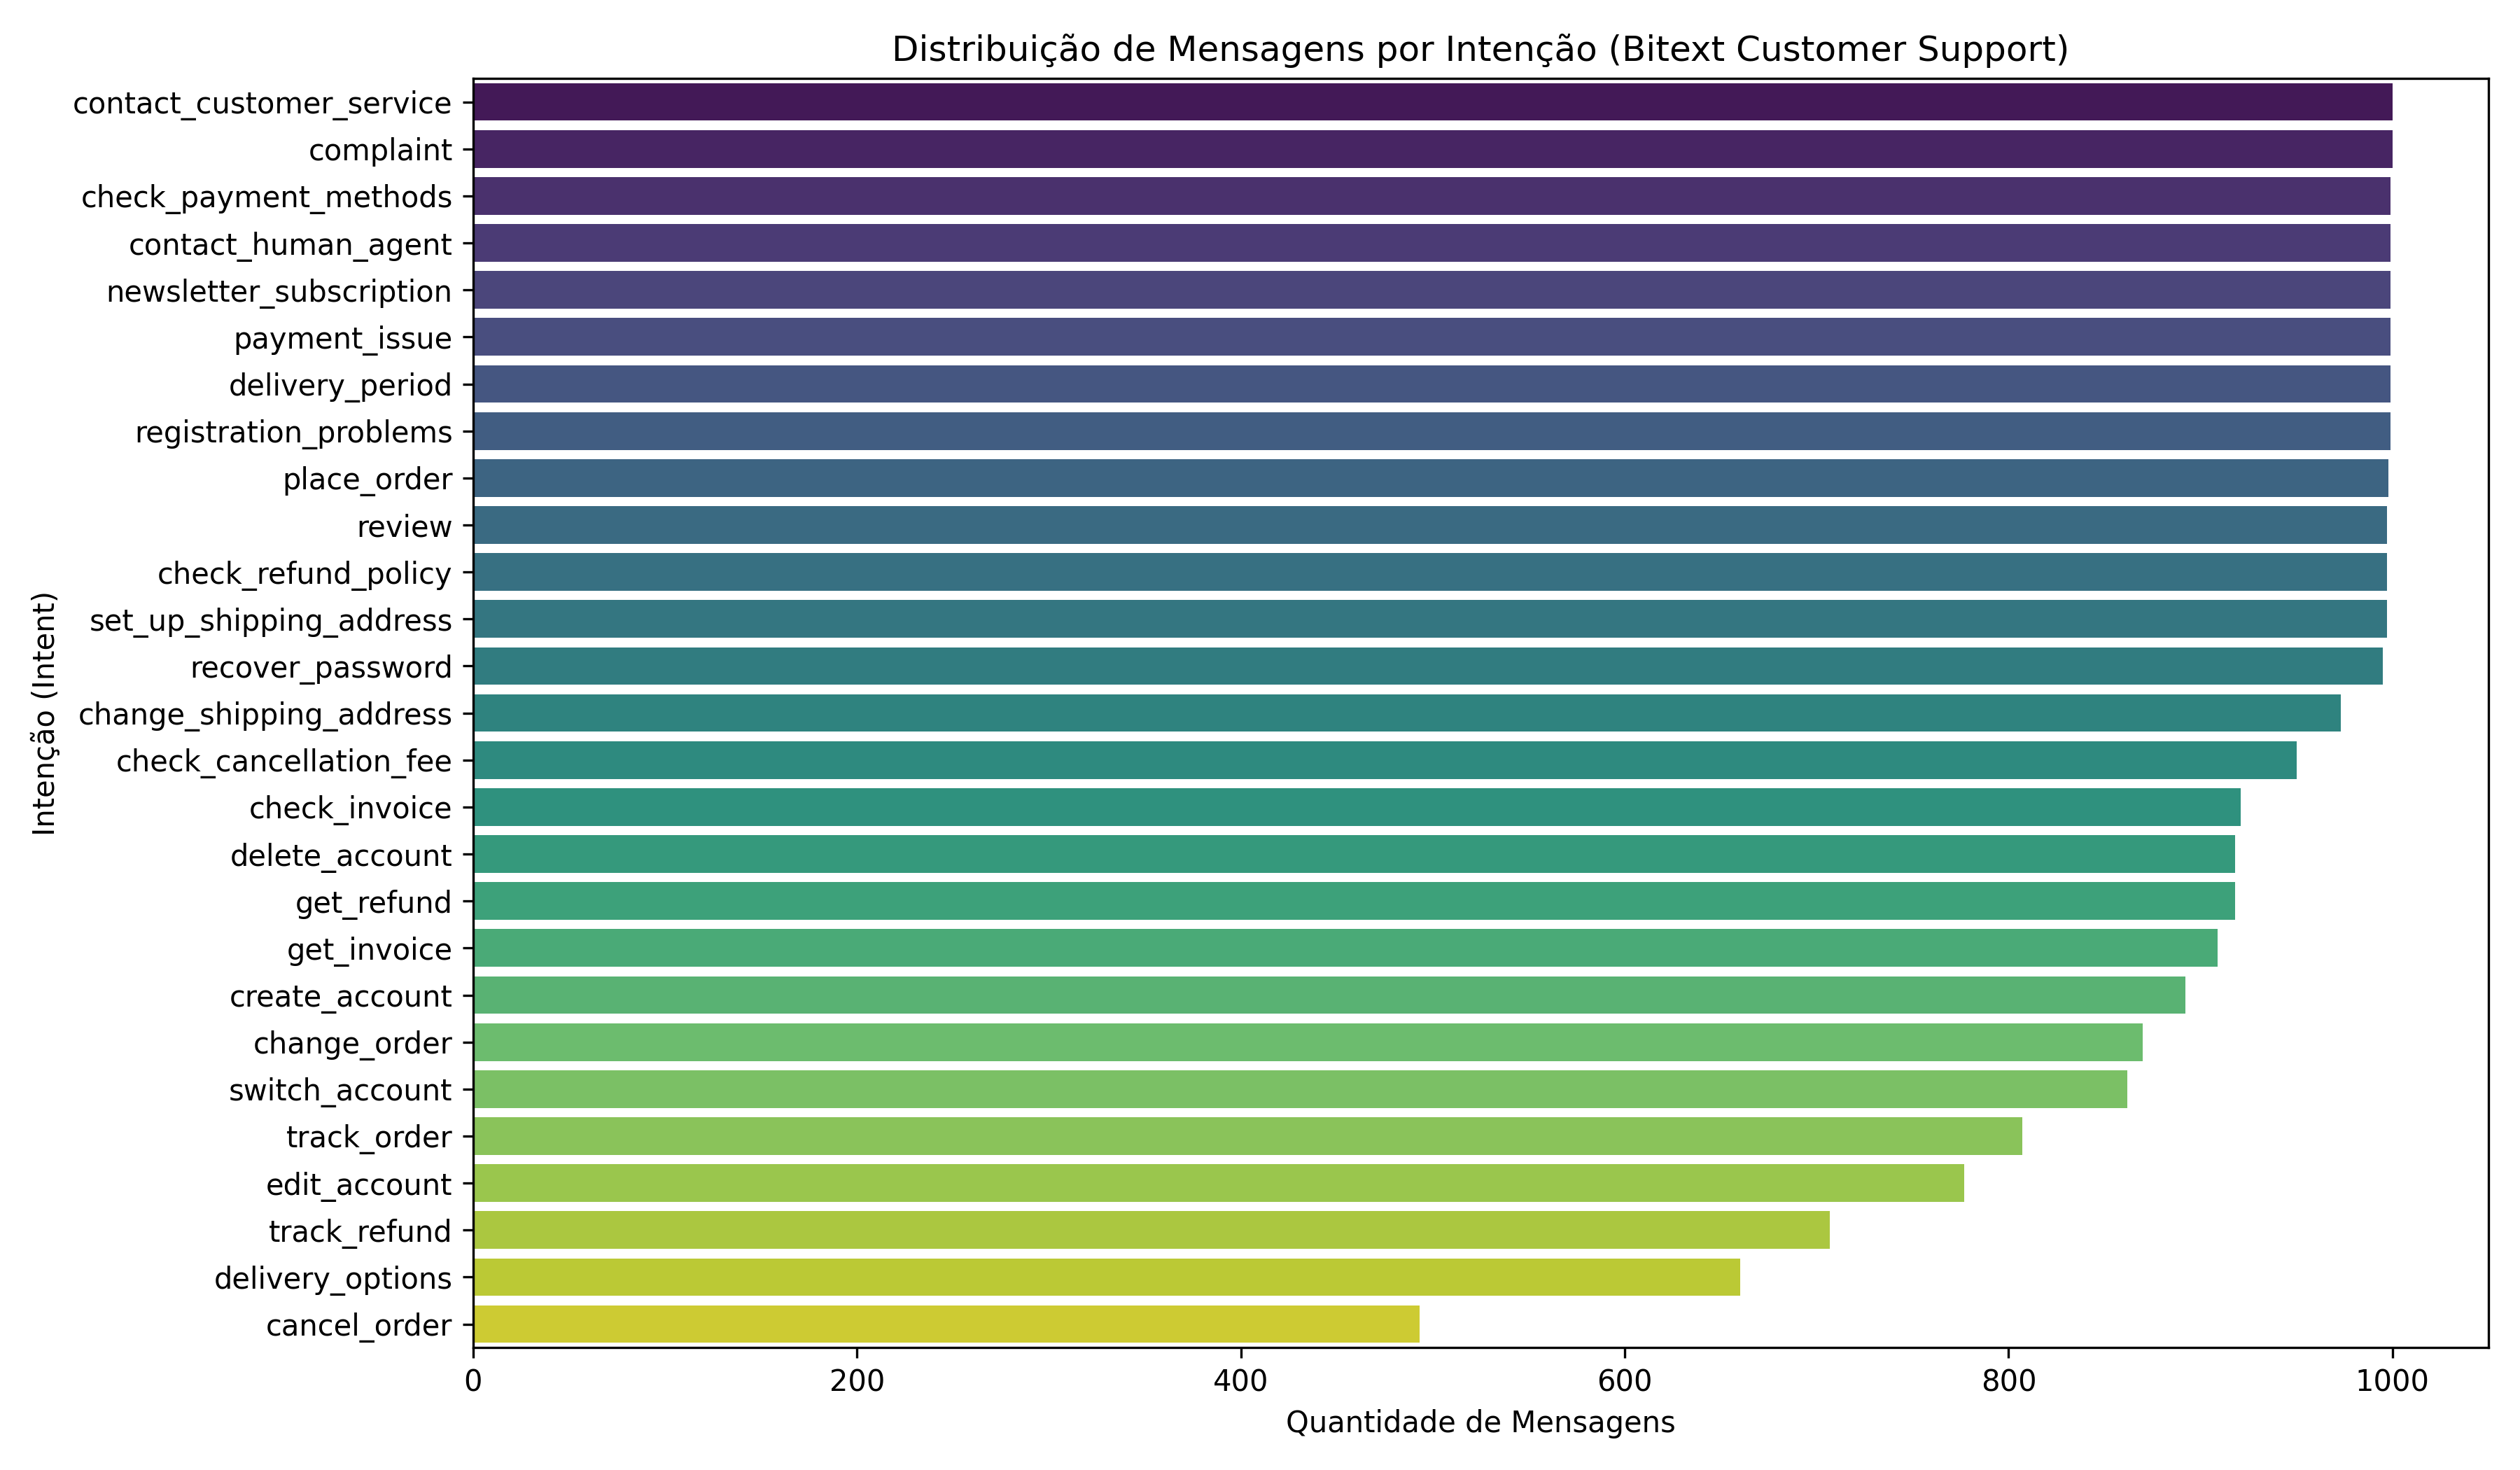 Distribuição de Mensagens por Intenção (Bitext Customer Support)
Intenção (Intent)
contact_customer_service
complaint
check_payment_methods
contact_human_agent
newsletter_subscription
payment_issue
delivery_period
registration_problems
place_order
review
check_refund_policy
set_up_shipping_address
recover_password
change_shipping_address
check_cancellation_fee
check_invoice
delete_account
get_refund
get_invoice
create_account
change_order
switch_account
track_order
edit_account
track_refund
delivery_options
cancel_order
0 200 400 600 800 1000
Quantidade de Mensagens